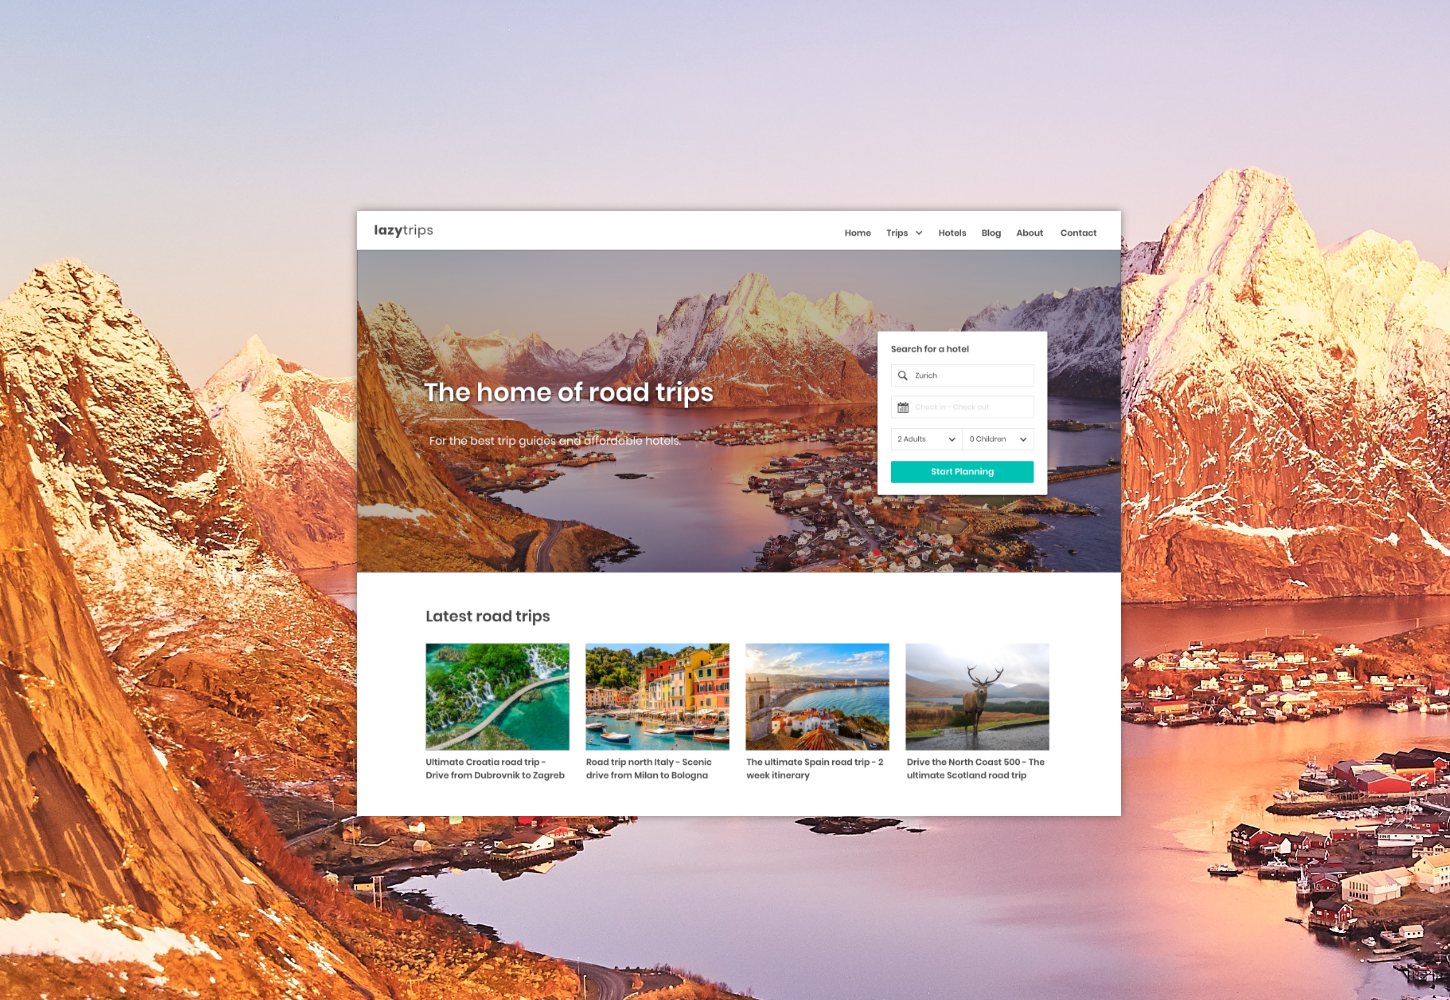 lazytrips
Home Trips Hotels Blog About Contact
The home of road trips
For the best trip guides and affordable hotels.
Search for a hotel
Zurich
Check in - Check out
2 Adults 0 Children
Start Planning
Latest road trips
Ultimate Croatia road trip -
Drive from Dubrovnik to Zagreb
Road trip north Italy - Scenic
drive from Milan to Bologna
The ultimate Spain road trip - 2
week itinerary
Drive the North Coast 500 - The
ultimate Scotland road trip